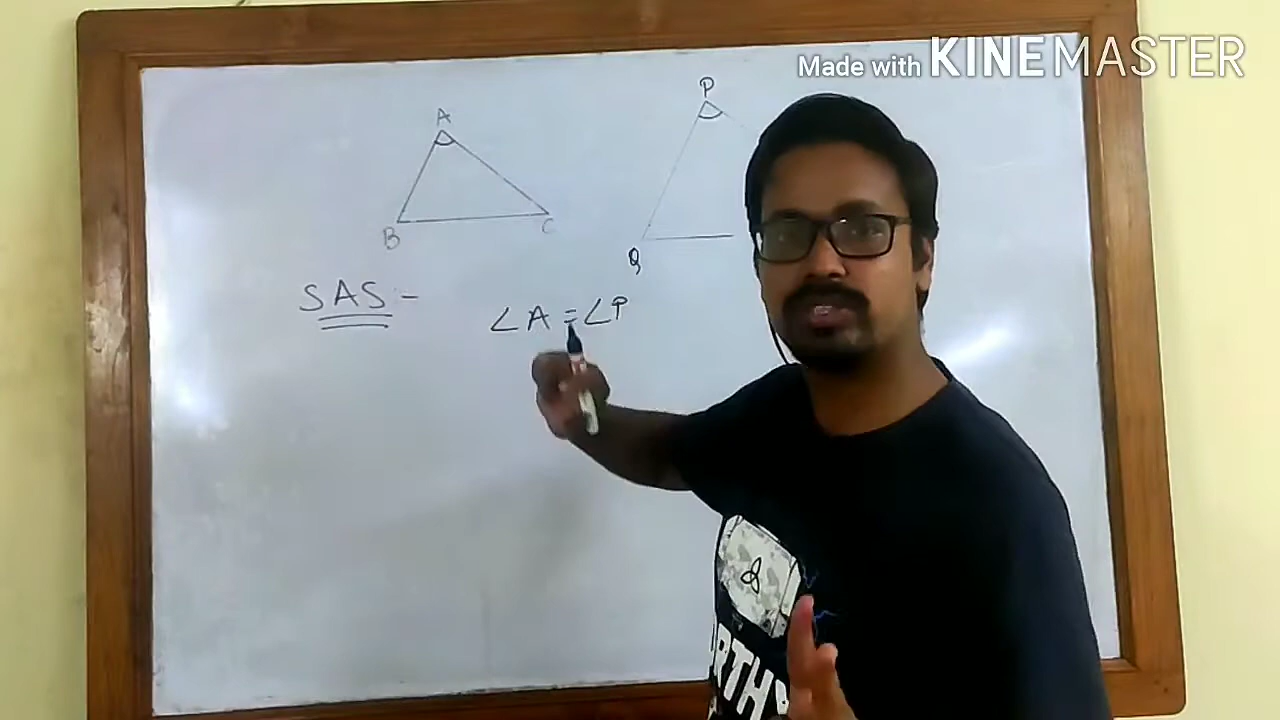 Made with KINEMASTER
P
A
B
C
Q
SAS -
∠A = ∠P